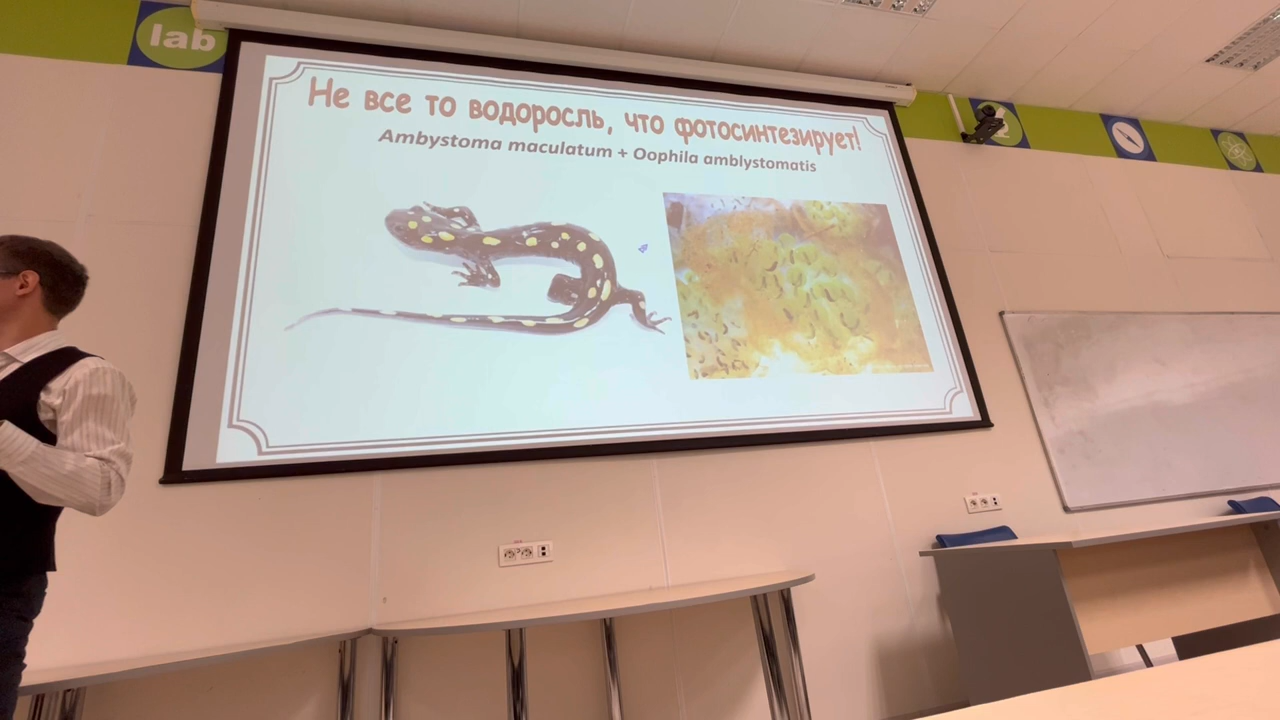 lab
Не все то водоросль, что фотосинтезирует!
Ambystoma maculatum + Oophila amblystomatis